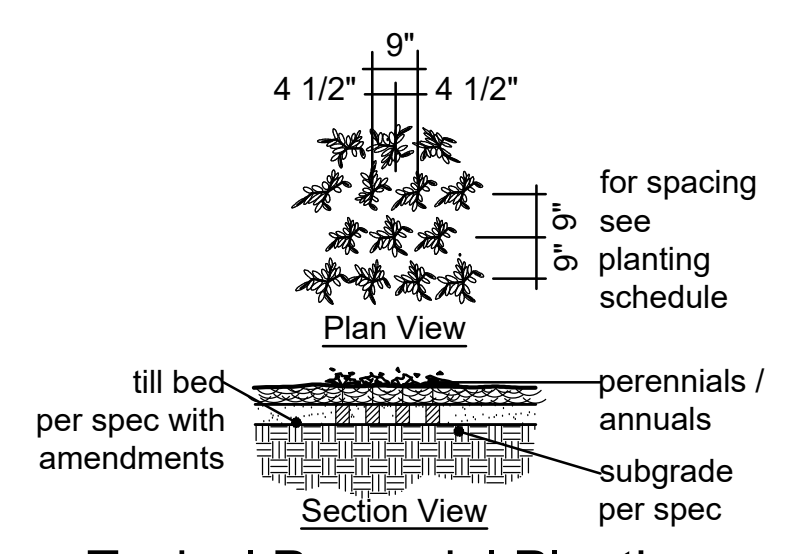 9"
4 1/2" 4 1/2"
for spacing
see
planting
schedule
9"
9"
Plan View
till bed
per spec with
amendments
perennials /
annuals
subgrade
per spec
Section View